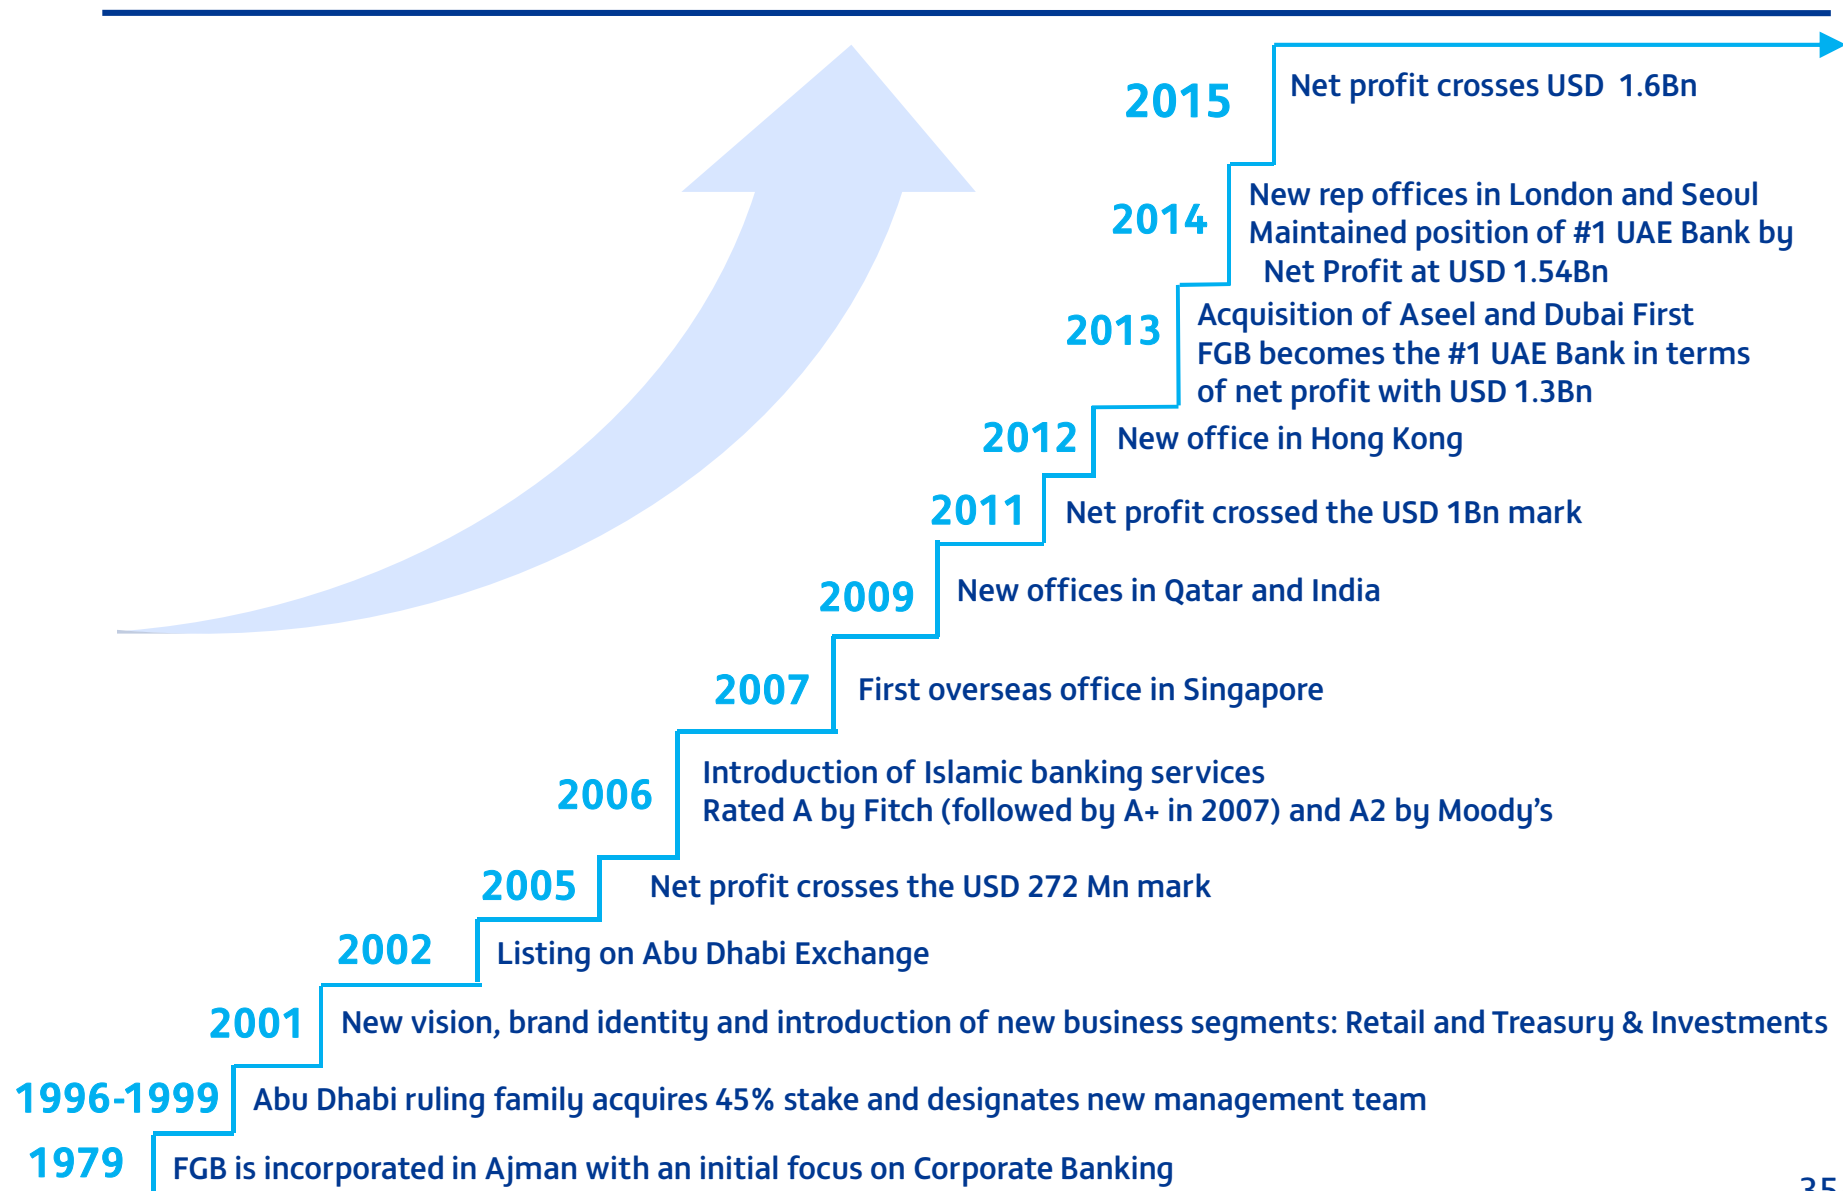 2015
Net profit crosses USD 1.6Bn
2014
New rep offices in London and Seoul
Maintained position of #1 UAE Bank by
Net Profit at USD 1.54Bn
2013
Acquisition of Aseel and Dubai First
FGB becomes the #1 UAE Bank in terms
of net profit with USD 1.3Bn
2012
New office in Hong Kong
2011
Net profit crossed the USD 1Bn mark
2009
New offices in Qatar and India
2007
First overseas office in Singapore
2006
Introduction of Islamic banking services
Rated A by Fitch (followed by A+ in 2007) and A2 by Moody’s
2005
Net profit crosses the USD 272 Mn mark
2002
Listing on Abu Dhabi Exchange
2001
New vision, brand identity and introduction of new business segments: Retail and Treasury & Investments
1996-1999
Abu Dhabi ruling family acquires 45% stake and designates new management team
1979
FGB is incorporated in Ajman with an initial focus on Corporate Banking
35